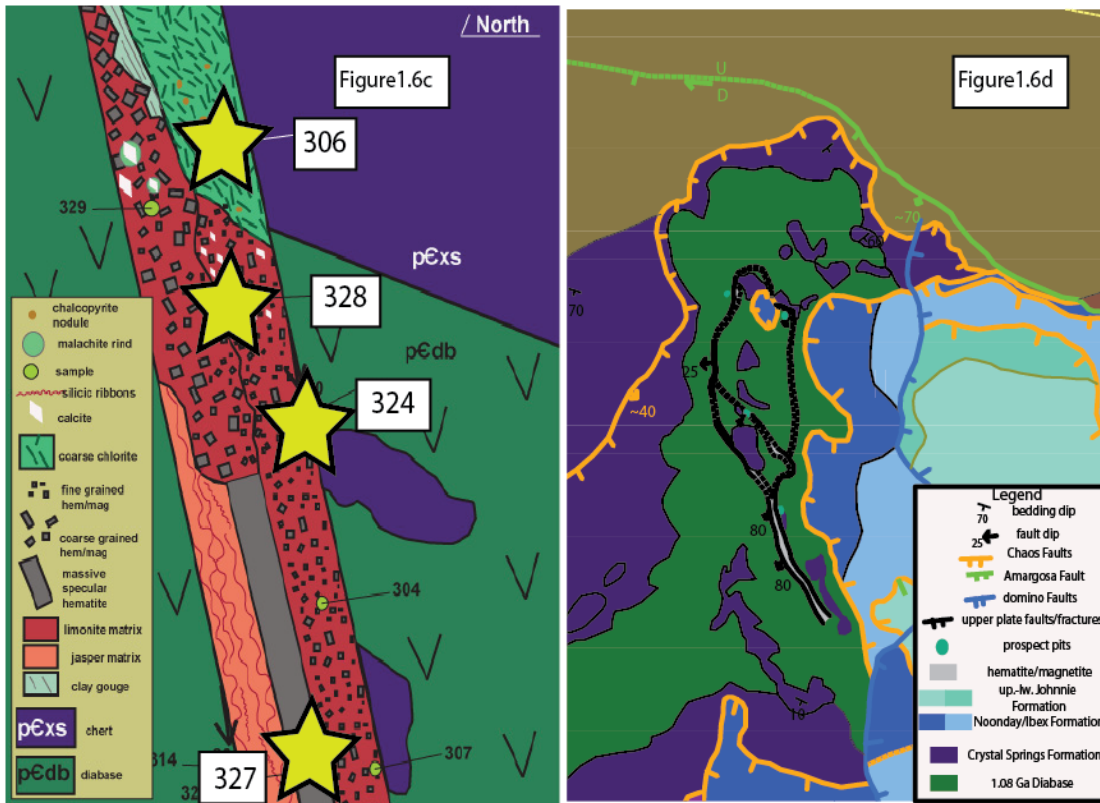 North
Figure1.6c
306
329
328
pЄxs
pЄdb
324
304
307
314
327
chalcopyrite
nodule
malachite rind
sample
silicic ribbons
calcite
coarse chlorite
fine grained
hem/mag
coarse grained
hem/mag
massive
specular
hematite
limonite matrix
jasper matrix
clay gouge
pЄxs chert
pЄdb diabase
Figure1.6d
U
D
~70
66
70
25
~40
80
80
10
Legend
70 bedding dip
25 fault dip
Chaos Faults
Amargosa Fault
domino Faults
upper plate faults/fractures
prospect pits
hematite/magnetite
up.-lw. Johnnie
Formation
Noonday/Ibex Formation
Crystal Springs Formation
1.08 Ga Diabase